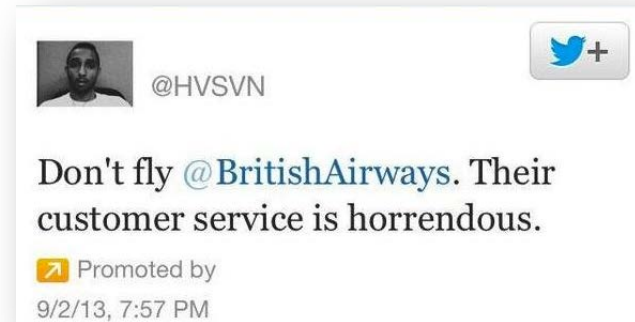 @HVSVN
Don't fly @BritishAirways. Their
customer service is horrendous.
Promoted by
9/2/13, 7:57 PM